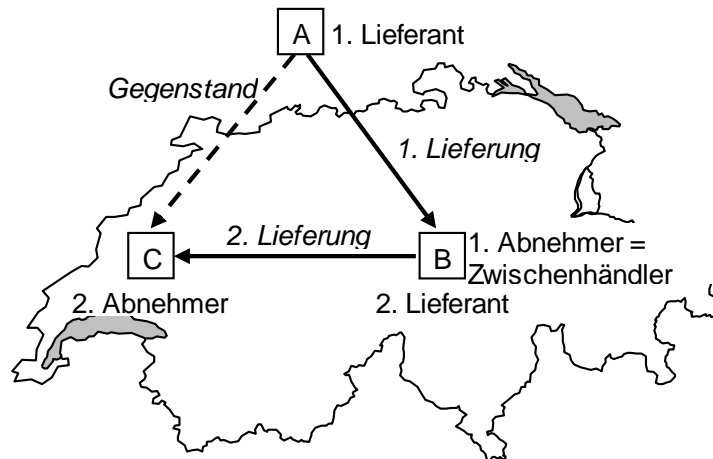 A 1. Lieferant
Gegenstand
1. Lieferung
2. Lieferung
C
B
1. Abnehmer =
Zwischenhändler
2. Abnehmer
2. Lieferant